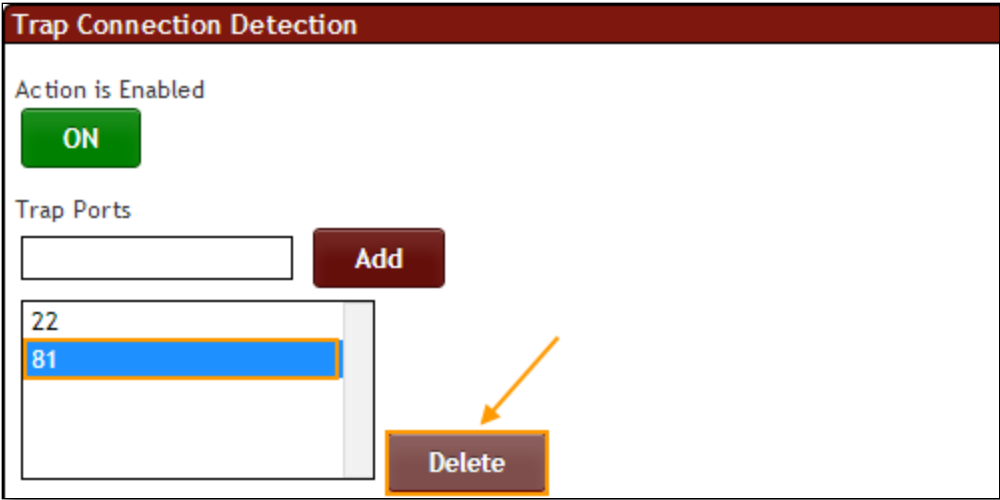 Trap Connection Detection
Action is Enabled
ON
Trap Ports
Add
22
81
Delete